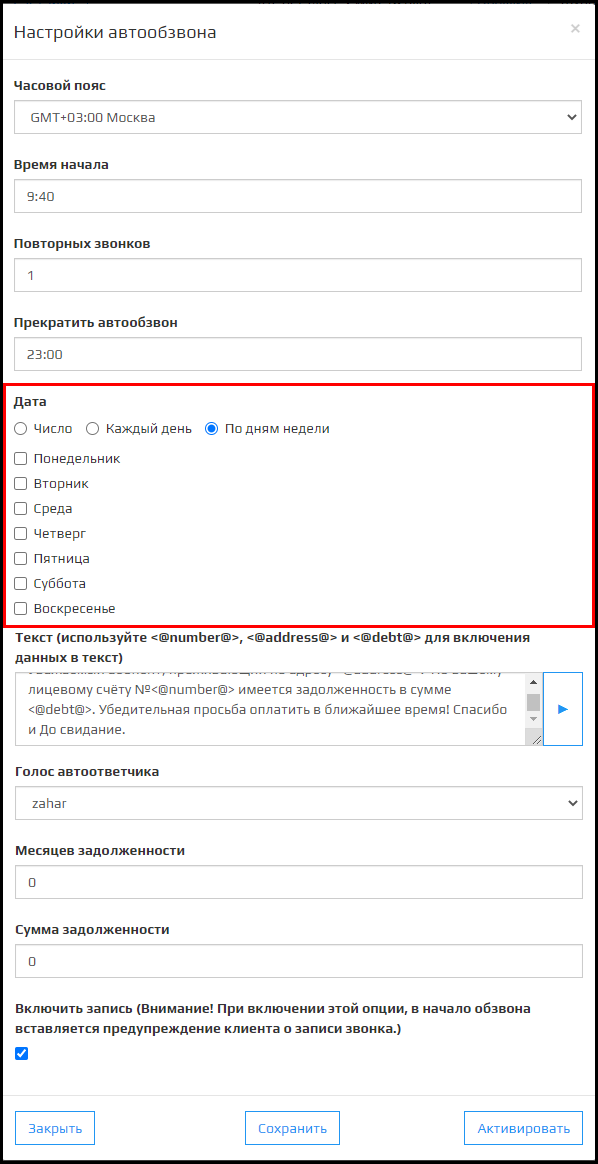 Настройки автообзвона
×
Часовой пояс
GMT+03:00 Москва
Время начала
9:40
Повторных звонков
1
Прекратить автообзвон
23:00
Дата
Число Каждый день По дням недели
Понедельник
Вторник
Среда
Четверг
Пятница
Суббота
Воскресенье
Текст (используйте <@number@>, <@address@> и <@debt@> для включения
данных в текст)
лицевому счёту №<@number@> имеется задолженность в сумме
<@debt@>. Убедительная просьба оплатить в ближайшее время! Спасибо
и До свидание.
Голос автоответчика
zahar
Месяцев задолженности
0
Сумма задолженности
0
Включить запись (Внимание! При включении этой опции, в начало обзвона
вставляется предупреждение клиента о записи звонка.)
Закрыть Сохранить Активировать